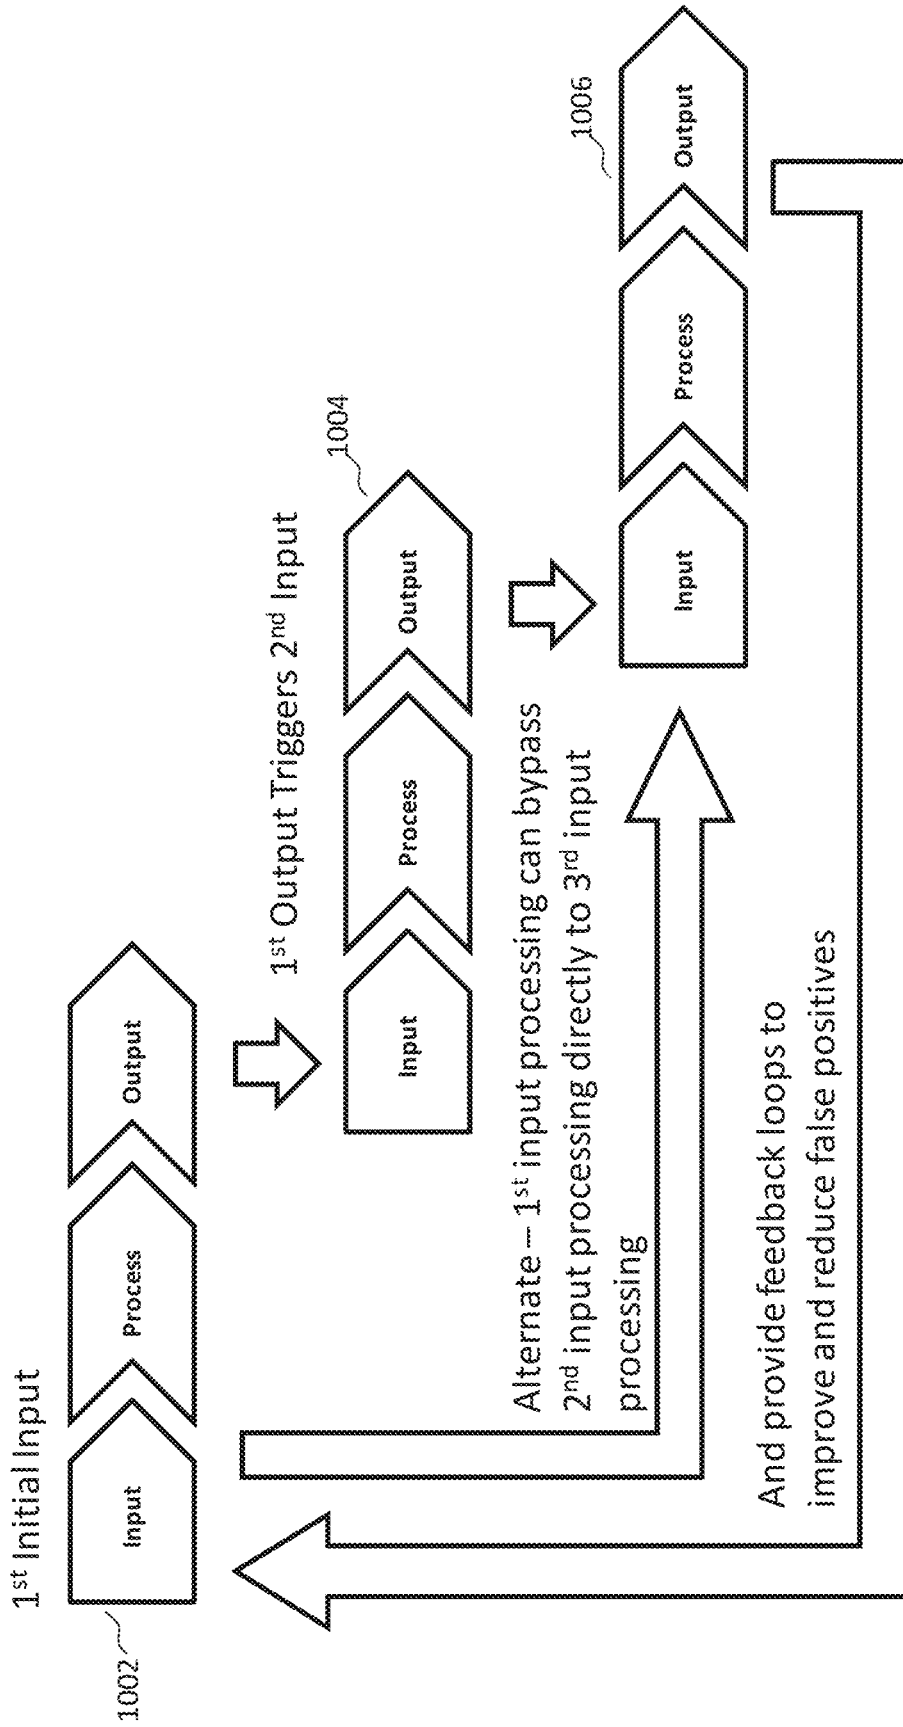 1st Initial Input
Input
Process
Output
1002
1st Output Triggers 2nd Input
Input
Process
Output
1004
Alternate – 1st input processing can bypass
2nd input processing directly to 3rd input
processing
Input
Process
Output
1006
And provide feedback loops to
improve and reduce false positives